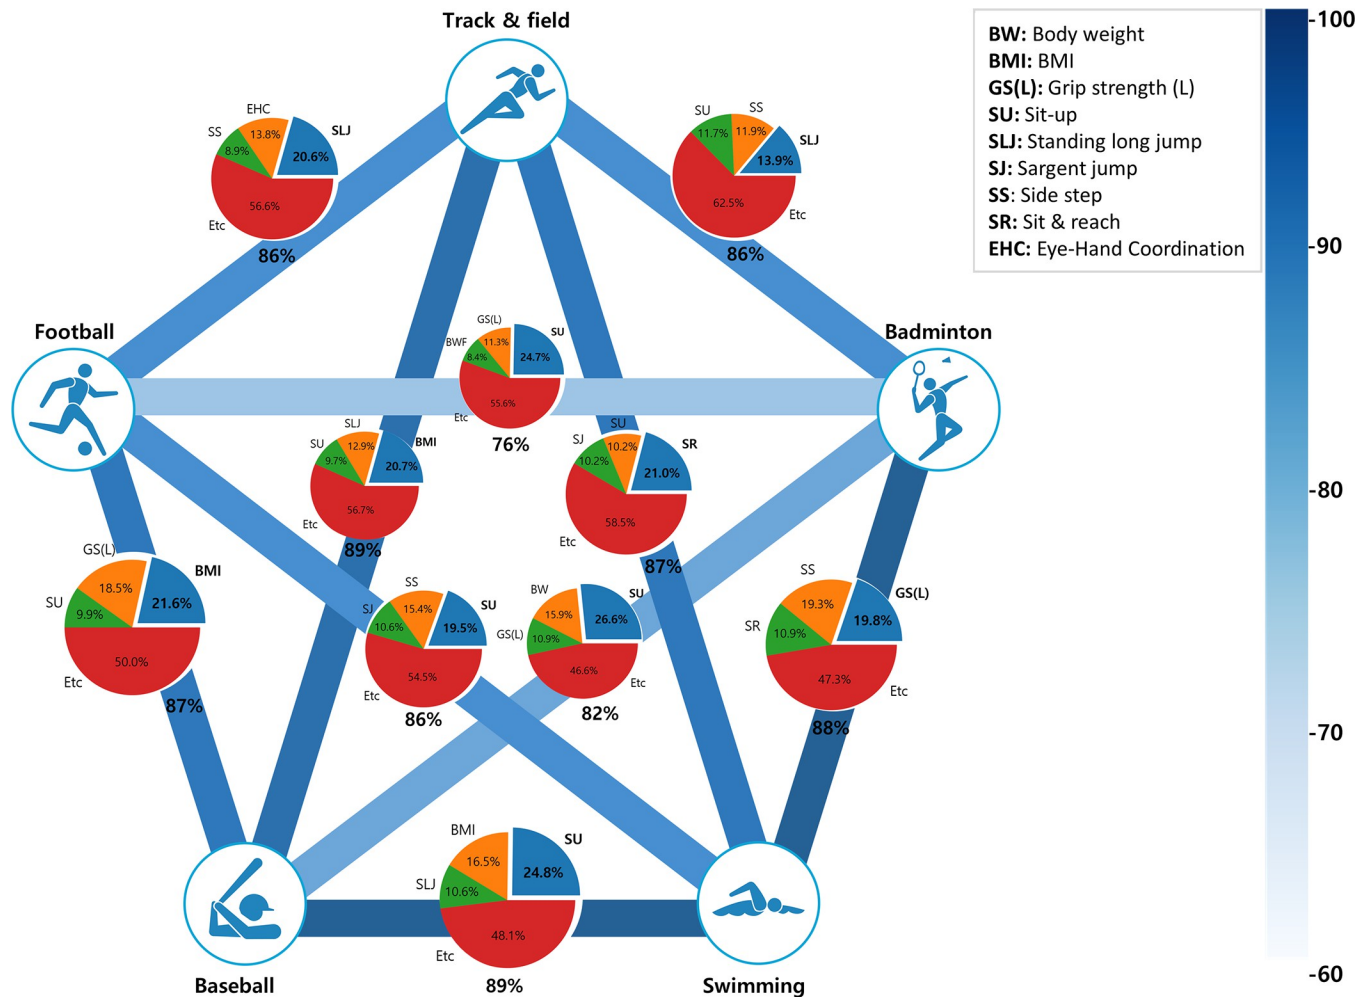 Track & field
BW: Body weight
BMI: BMI
GS(L): Grip strength (L)
SU: Sit-up
SLJ: Standing long jump
SJ: Sargent jump
SS: Side step
SR: Sit & reach
EHC: Eye-Hand Coordination
-100
-90
-80
-70
-60
EHC
SLJ
SS
13.8%
20.6%
8.9%
56.6%
Etc
86%
SU
SS
SLJ
11.7%
11.9%
13.9%
62.5%
Etc
86%
Football
Badminton
GS(L)
SU
BWF
11.3%
24.7%
8.4%
55.6%
Etc
76%
SLJ
BMI
SU
12.9%
20.7%
9.7%
56.7%
Etc
89%
SU
SR
SJ
10.2%
21.0%
10.2%
58.5%
Etc
87%
GS(L)
BMI
SU
18.5%
21.6%
9.9%
50.0%
Etc
87%
SS
SU
SJ
15.4%
19.5%
10.6%
54.5%
Etc
86%
BW
SU
GS(L)
15.9%
26.6%
10.9%
46.6%
Etc
82%
SS
GS(L)
SR
19.3%
19.8%
10.9%
47.3%
Etc
88%
BMI
SU
SLJ
16.5%
24.8%
10.6%
48.1%
Etc
89%
Baseball
Swimming